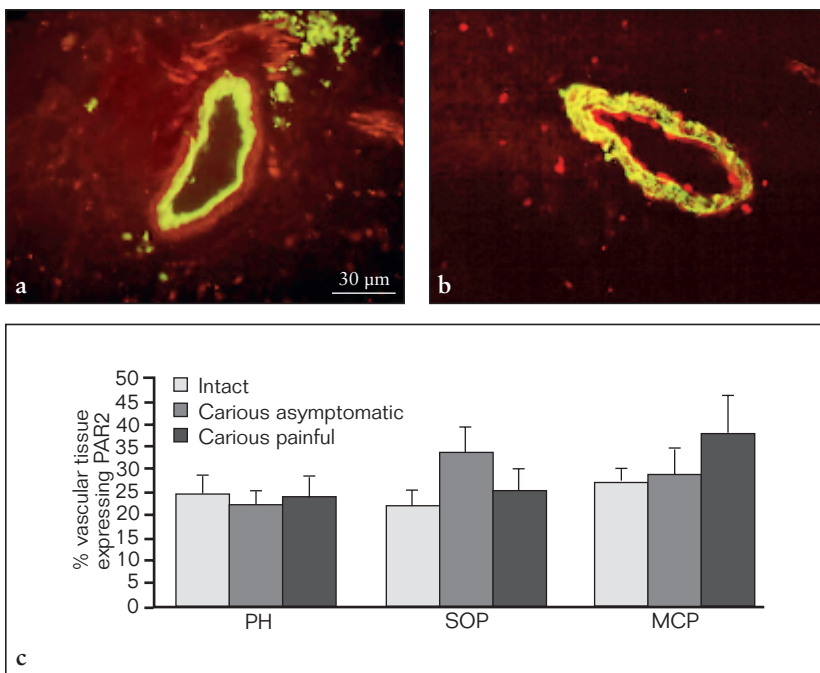 a
30 µm
b
50
45
40
35
30
25
20
15
10
5
0
% vascular tissue
expressing PAR2
Intact
Carious asymptomatic
Carious painful
PH
SOP
MCP
c